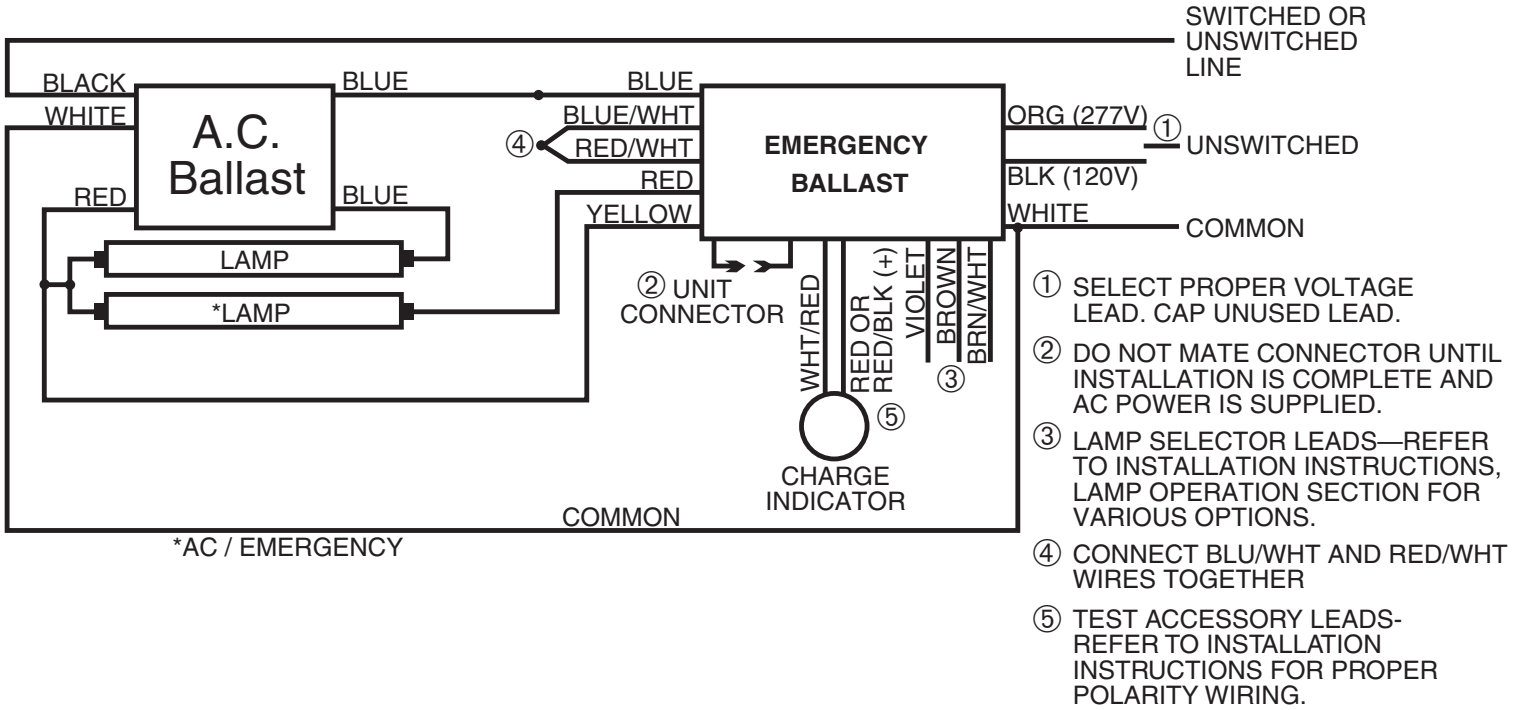 SWITCHED OR
UNSWITCHED
LINE
BLACK
BLUE
BLUE
WHITE
A.C.
Ballast
BLUE/WHT
④
RED/WHT
EMERGENCY
BALLAST
ORG (277V)
①
UNSWITCHED
BLK (120V)
RED
BLUE
RED
YELLOW
WHITE
COMMON
LAMP
*LAMP
② UNIT
CONNECTOR
WHT/RED
RED OR
RED/BLK (+)
VIOLET
BROWN
BRN/WHT
③
⑤
CHARGE
INDICATOR
COMMON
*AC / EMERGENCY
① SELECT PROPER VOLTAGE
LEAD. CAP UNUSED LEAD.
② DO NOT MATE CONNECTOR UNTIL
INSTALLATION IS COMPLETE AND
AC POWER IS SUPPLIED.
③ LAMP SELECTOR LEADS—REFER
TO INSTALLATION INSTRUCTIONS,
LAMP OPERATION SECTION FOR
VARIOUS OPTIONS.
④ CONNECT BLU/WHT AND RED/WHT
WIRES TOGETHER
⑤ TEST ACCESSORY LEADS-
REFER TO INSTALLATION
INSTRUCTIONS FOR PROPER
POLARITY WIRING.